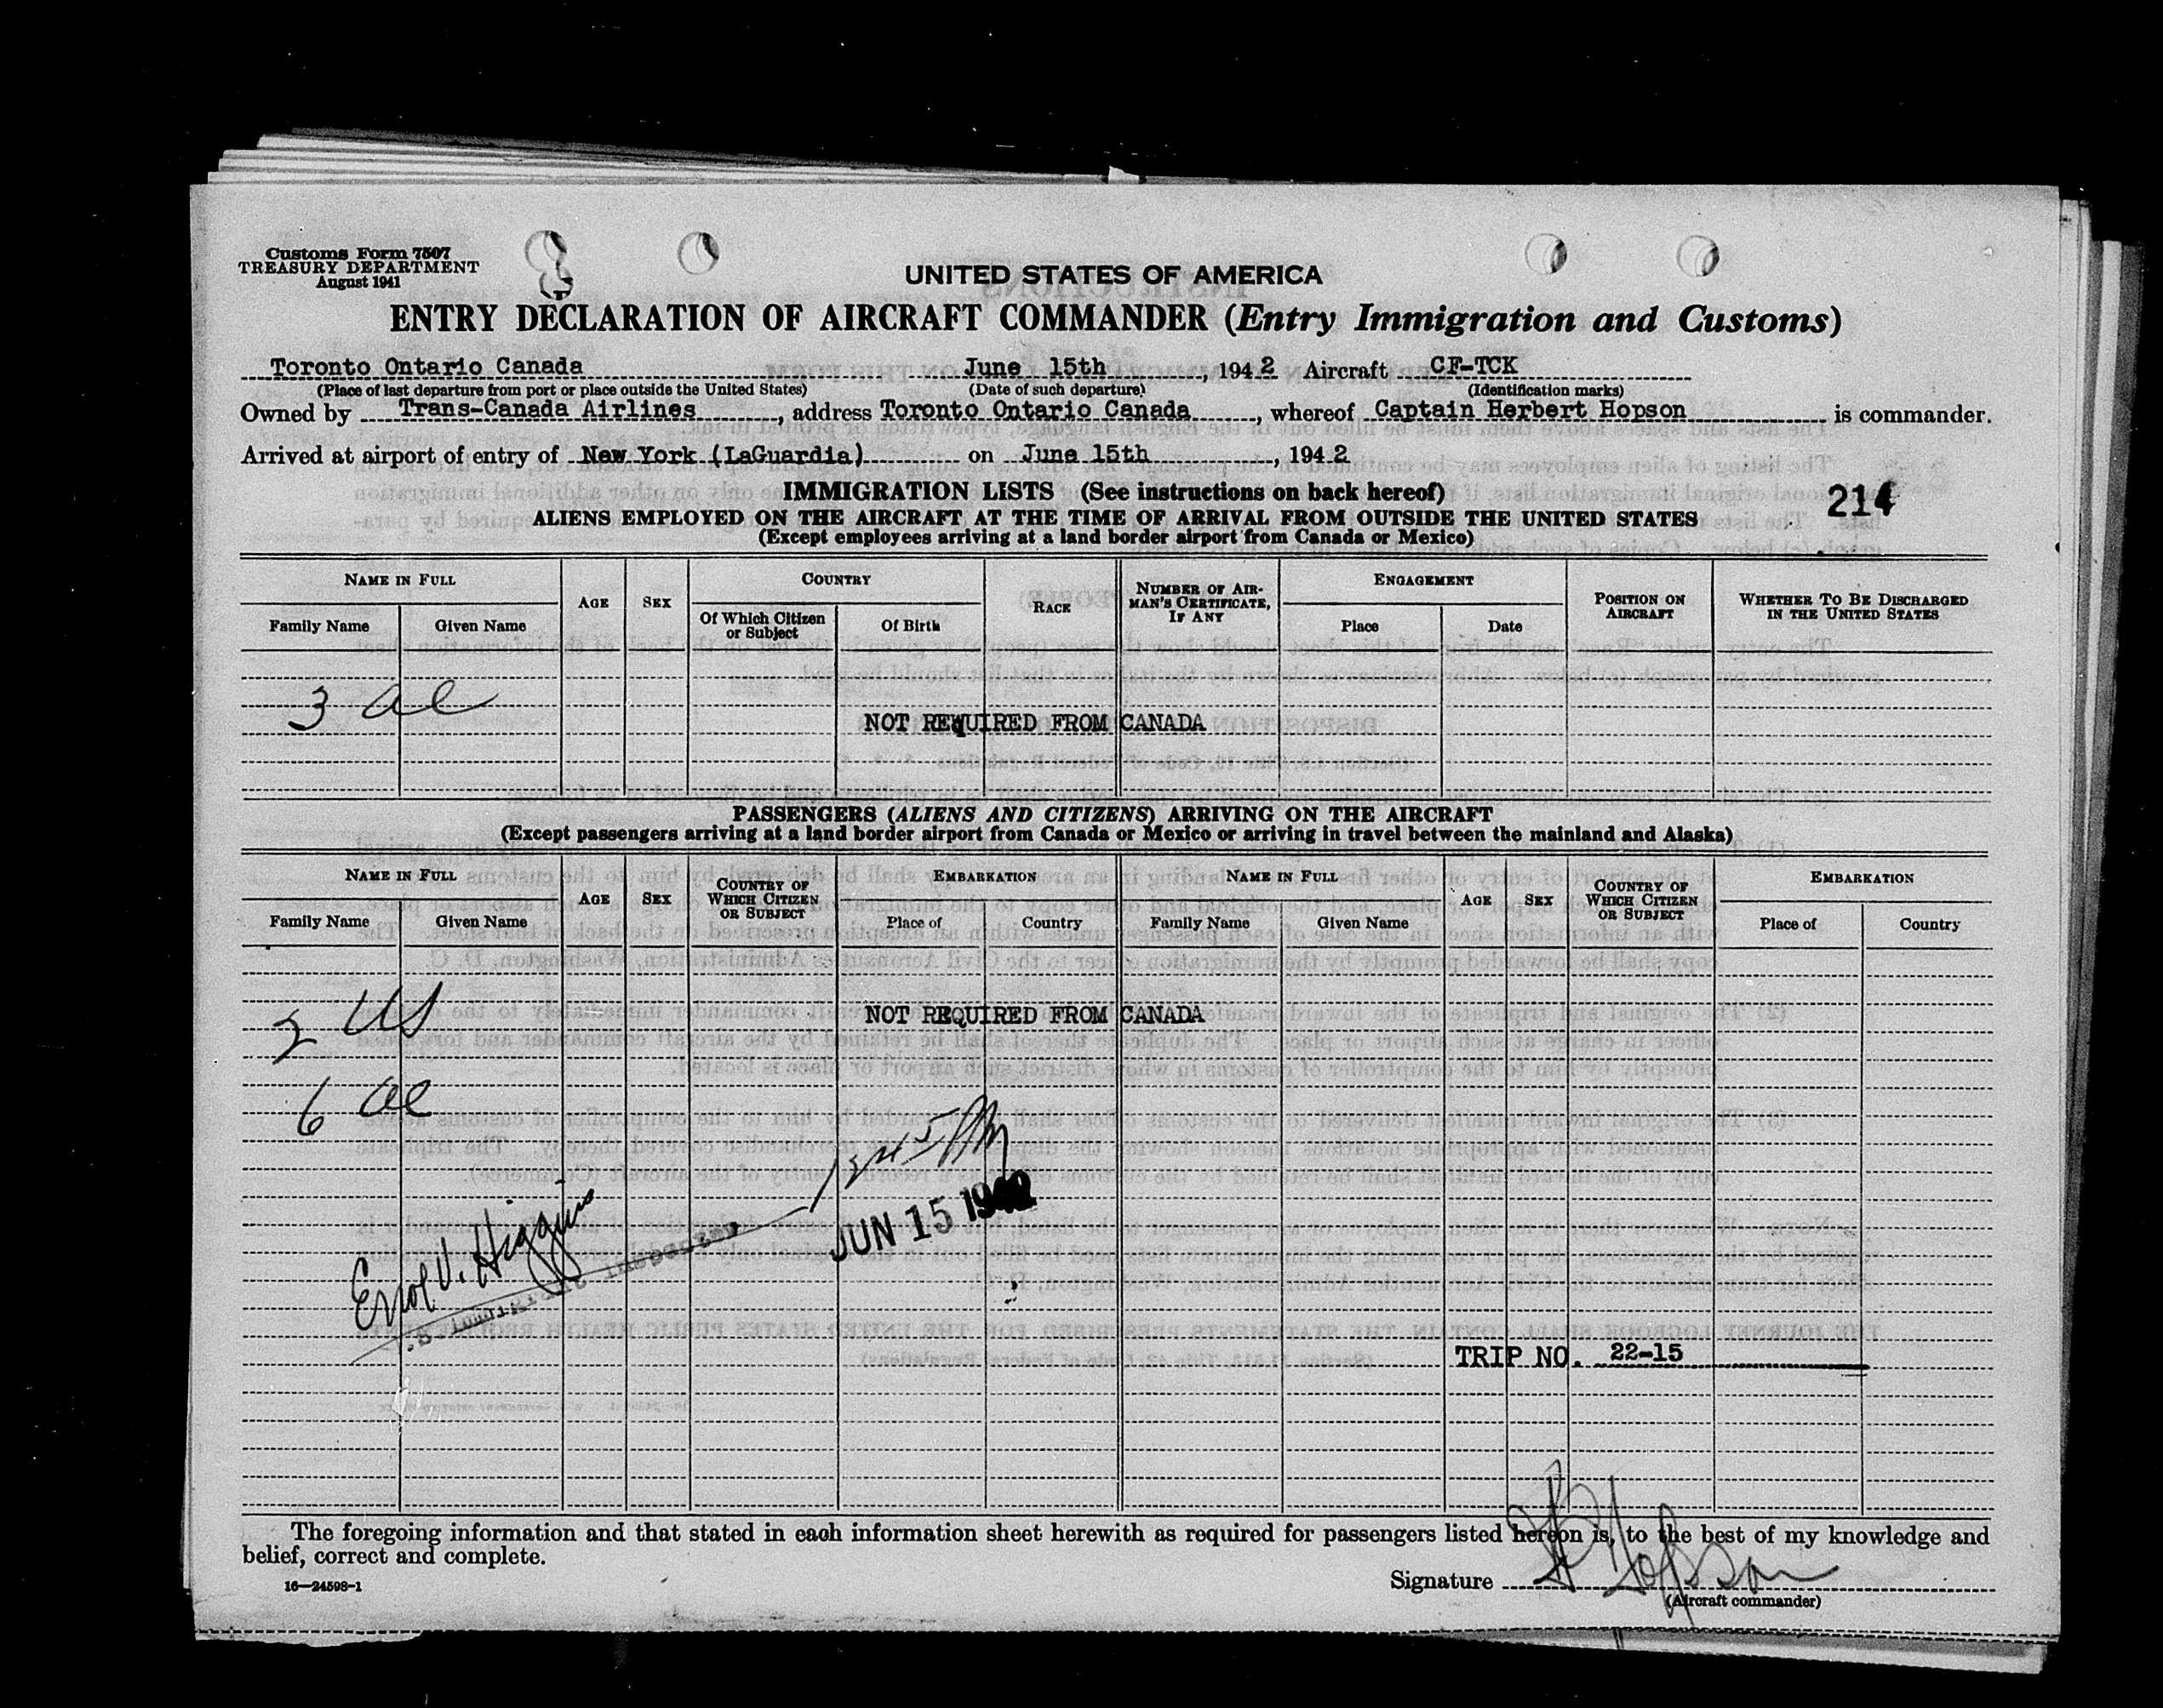 Customs Form 7507
TREASURY DEPARTMENT
August 1941
UNITED STATES OF AMERICA
ENTRY DECLARATION OF AIRCRAFT COMMANDER (Entry Immigration and Customs)
Toronto Ontario Canada June 15th, 1942 Aircraft CF-TCK
(Place of last departure from port or place outside the United States) (Date of such departure) (Identification marks)
Owned by Trans-Canada Airlines, address Toronto Ontario Canada, whereof Captain Herbert Hopson is commander.
Arrived at airport of entry of New York (LaGuardia) on June 15th, 1942
IMMIGRATION LISTS (See instructions on back hereof)
214
ALIENS EMPLOYED ON THE AIRCRAFT AT THE TIME OF ARRIVAL FROM OUTSIDE THE UNITED STATES
(Except employees arriving at a land border airport from Canada or Mexico)
NAME IN FULL AGE SEX COUNTRY RACE NUMBER OF AIRMAN'S CERTIFICATE, IF ANY ENGAGEMENT POSITION ON AIRCRAFT WHETHER TO BE DISCHARGED IN THE UNITED STATES
Family Name Given Name Of Which Citizen or Subject Of Birth Place Date
3 al
NOT REQUIRED FROM CANADA
PASSENGERS (ALIENS AND CITIZENS) ARRIVING ON THE AIRCRAFT
(Except passengers arriving at a land border airport from Canada or Mexico or arriving in travel between the mainland and Alaska)
NAME IN FULL AGE SEX COUNTRY OF WHICH CITIZEN OR SUBJECT EMBARKATION NAME IN FULL AGE SEX COUNTRY OF WHICH CITIZEN OR SUBJECT EMBARKATION
Family Name Given Name Place of Country Family Name Given Name Place of Country
2 US
NOT REQUIRED FROM CANADA
6 al
1345
JUN 15 1942
Errol V. Higgins
TRIP NO. 22-15
The foregoing information and that stated in each information sheet herewith as required for passengers listed hereon is, to the best of my knowledge and
belief, correct and complete.
16—24598-1
Signature H Hopson
(Aircraft commander)